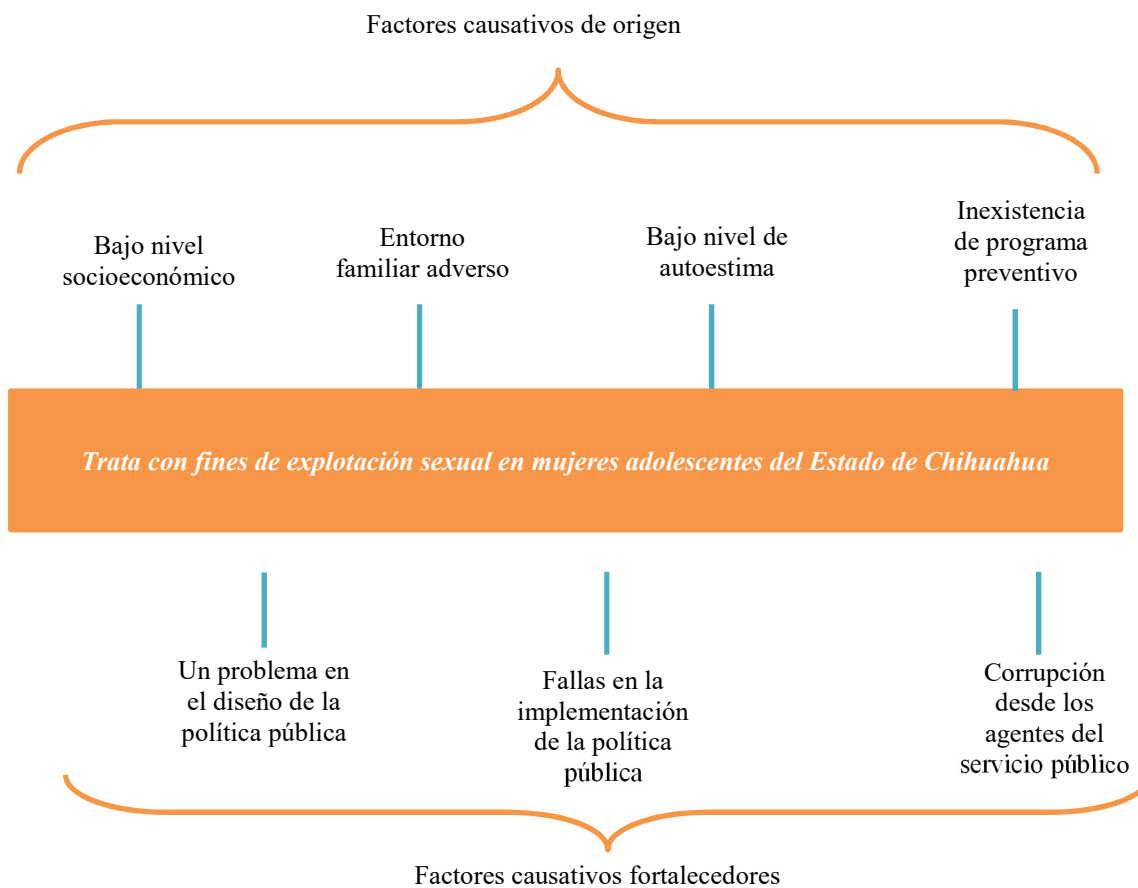 Factores causativos de origen
Bajo nivel
socioeconómico
Entorno
familiar adverso
Bajo nivel de
autoestima
Inexistencia
de programa
preventivo
Trata con fines de explotación sexual en mujeres adolescentes del Estado de Chihuahua
Un problema en
el diseño de la
política pública
Fallas en la
implementación
de la política
pública
Corrupción
desde los
agentes del
servicio público
Factores causativos fortalecedores